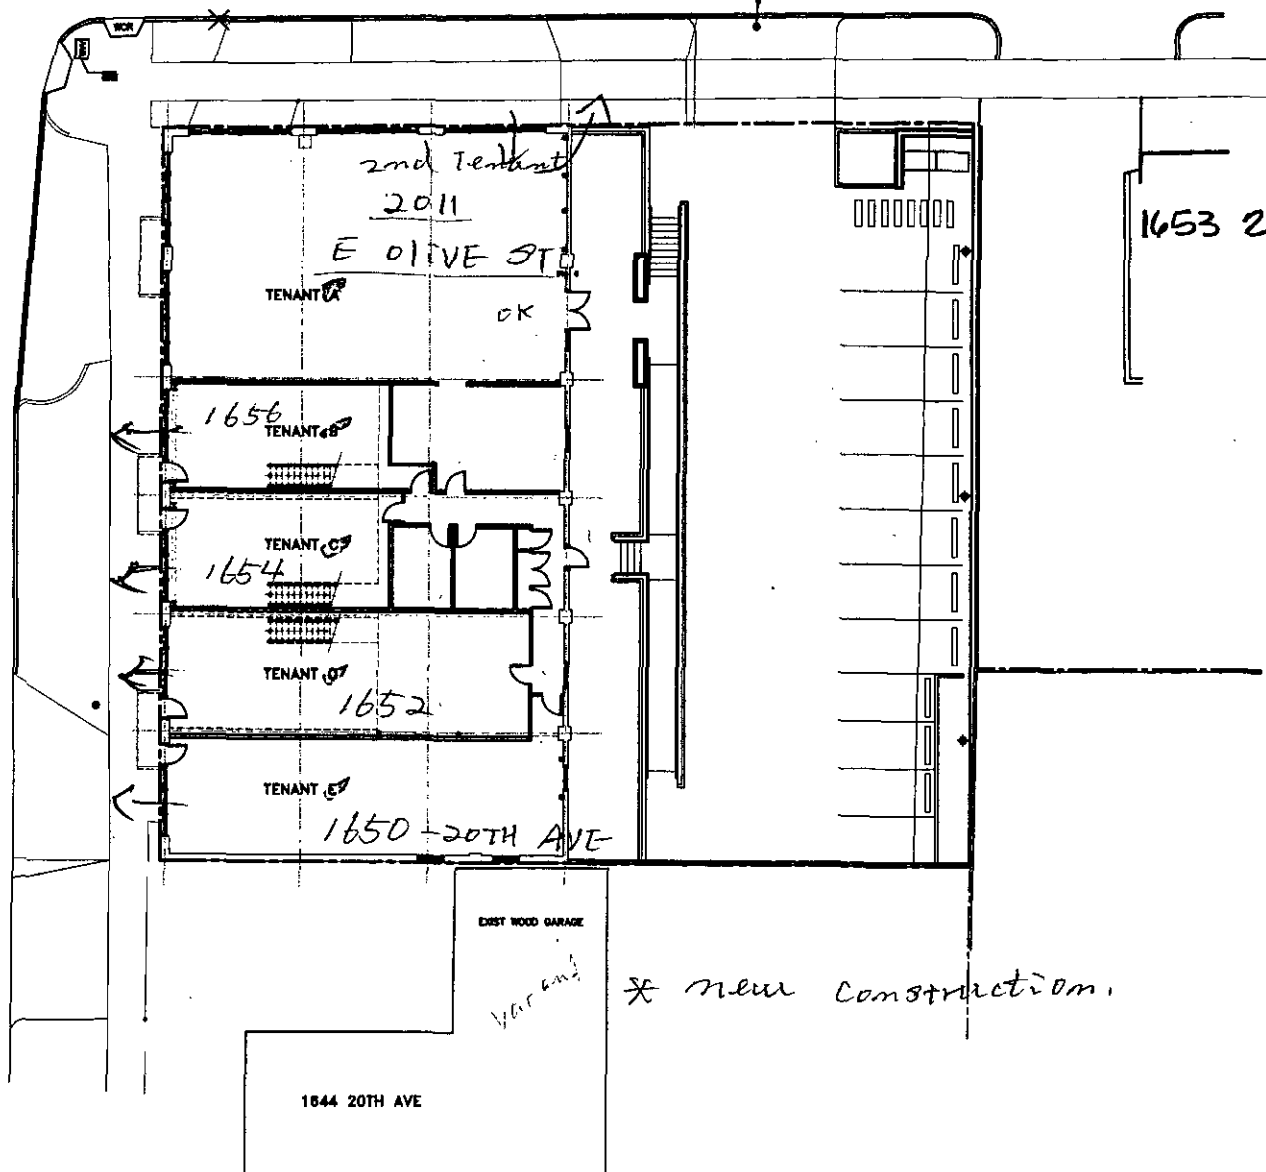 2nd Tenant
2011
E OLIVE ST
TENANT A
OK
1653 2
1656
TENANT B
TENANT C
1654
TENANT D
1652
TENANT E
1650 - 20TH AVE
EXIST WOOD GARAGE
* new construction.
1644 20TH AVE